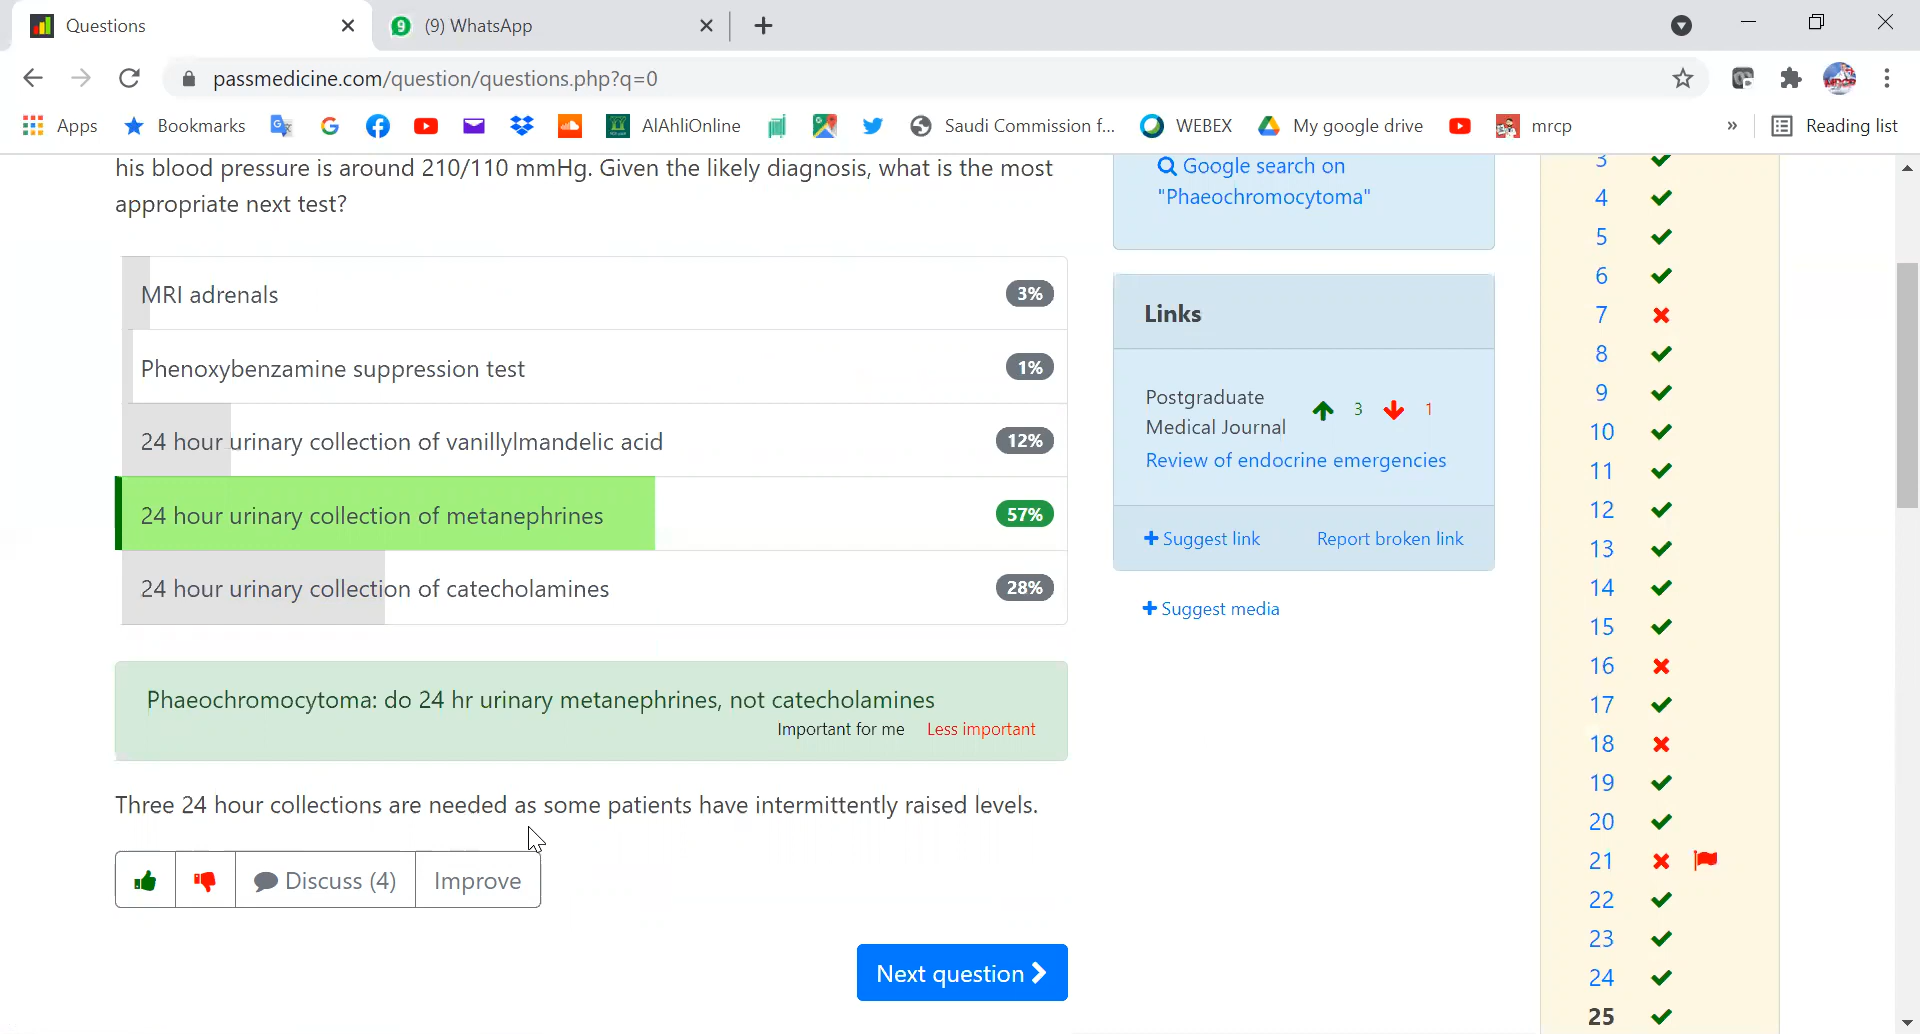 Questions
(9) WhatsApp
passmedicine.com/question/questions.php?q=0
Apps
Bookmarks
AlAhliOnline
Saudi Commission f...
WEBEX
My google drive
mrcp
»
Reading list
his blood pressure is around 210/110 mmHg. Given the likely diagnosis, what is the most
appropriate next test?
MRI adrenals 3%
Phenoxybenzamine suppression test 1%
24 hour urinary collection of vanillylmandelic acid 12%
24 hour urinary collection of metanephrines 57%
24 hour urinary collection of catecholamines 28%
Phaeochromocytoma: do 24 hr urinary metanephrines, not catecholamines
Important for me Less important
Three 24 hour collections are needed as some patients have intermittently raised levels.
Discuss (4) Improve
Next question
Google search on
"Phaeochromocytoma"
Links
Postgraduate
Medical Journal
3 1
Review of endocrine emergencies
Suggest link Report broken link
Suggest media
3
4
5
6
7
8
9
10
11
12
13
14
15
16
17
18
19
20
21
22
23
24
25